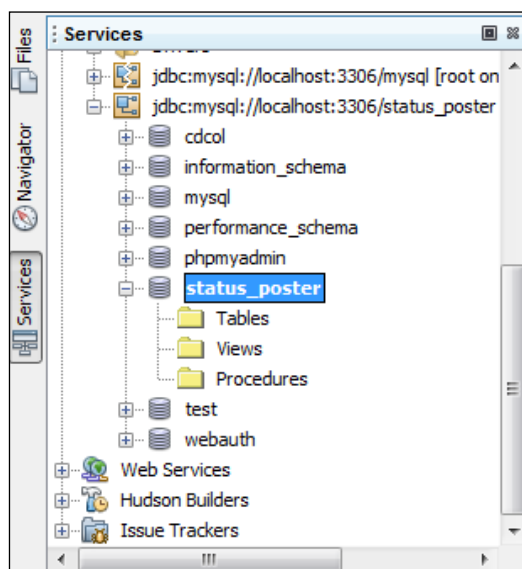 Files
Navigator
Services
Services
Drivers
jdbc:mysql://localhost:3306/mysql [root on
jdbc:mysql://localhost:3306/status_poster
cdcol
information_schema
mysql
performance_schema
phpmyadmin
status_poster
Tables
Views
Procedures
test
webauth
Web Services
Hudson Builders
Issue Trackers